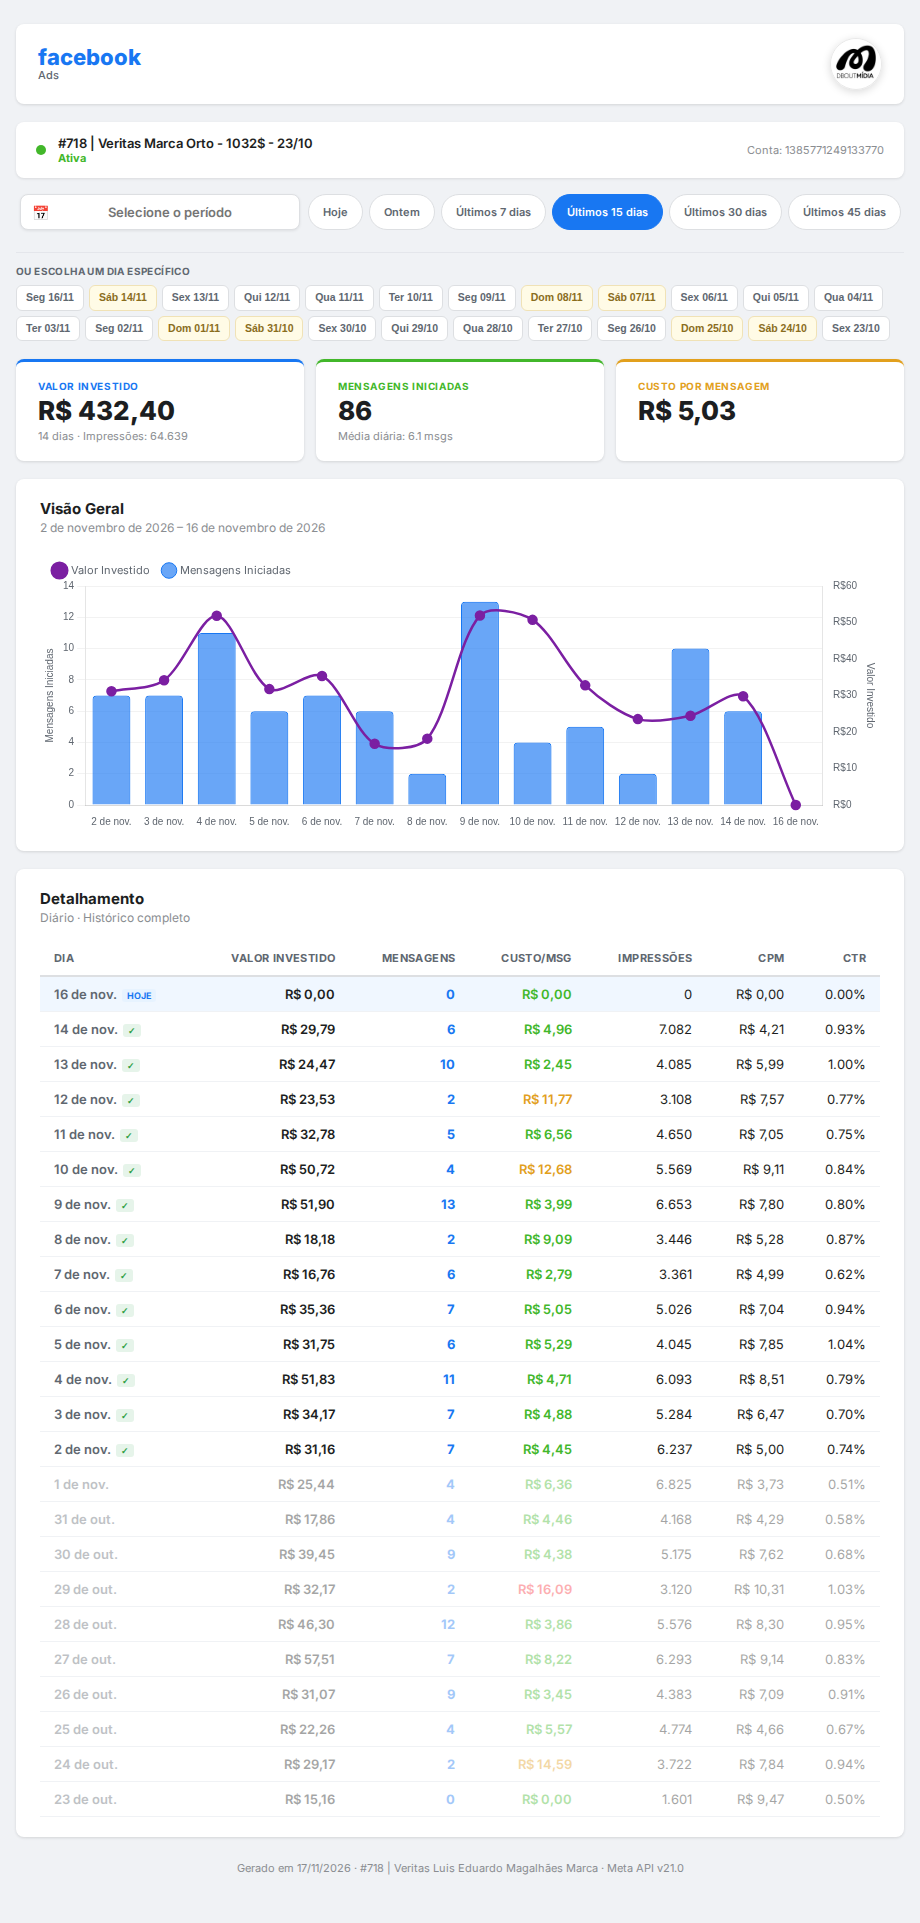 facebook
Ads
DBOUTMÍDIA
#718 | Veritas Marca Orto - 1032$ - 23/10
Ativa
Conta: 1385771249133770
Selecione o período
Hoje
Ontem
Últimos 7 dias
Últimos 15 dias
Últimos 30 dias
Últimos 45 dias
OU ESCOLHA UM DIA ESPECÍFICO
Seg 16/11 Sáb 14/11 Sex 13/11 Qui 12/11 Qua 11/11 Ter 10/11 Seg 09/11 Dom 08/11 Sáb 07/11 Sex 06/11 Qui 05/11 Qua 04/11
Ter 03/11 Seg 02/11 Dom 01/11 Sáb 31/10 Sex 30/10 Qui 29/10 Qua 28/10 Ter 27/10 Seg 26/10 Dom 25/10 Sáb 24/10 Sex 23/10
VALOR INVESTIDO
R$ 432,40
14 dias · Impressões: 64.639
MENSAGENS INICIADAS
86
Média diária: 6.1 msgs
CUSTO POR MENSAGEM
R$ 5,03
Visão Geral
2 de novembro de 2026 – 16 de novembro de 2026
Valor Investido Mensagens Iniciadas
Mensagens Iniciadas
14
12
10
8
6
4
2
0
R$60
R$50
R$40
R$30
R$20
R$10
R$0
Valor Investido
2 de nov. 3 de nov. 4 de nov. 5 de nov. 6 de nov. 7 de nov. 8 de nov. 9 de nov. 10 de nov. 11 de nov. 12 de nov. 13 de nov. 14 de nov. 16 de nov.
Detalhamento
Diário · Histórico completo
DIA VALOR INVESTIDO MENSAGENS CUSTO/MSG IMPRESSÕES CPM CTR
16 de nov. HOJE R$ 0,00 0 R$ 0,00 0 R$ 0,00 0.00%
14 de nov. ✓ R$ 29,79 6 R$ 4,96 7.082 R$ 4,21 0.93%
13 de nov. ✓ R$ 24,47 10 R$ 2,45 4.085 R$ 5,99 1.00%
12 de nov. ✓ R$ 23,53 2 R$ 11,77 3.108 R$ 7,57 0.77%
11 de nov. ✓ R$ 32,78 5 R$ 6,56 4.650 R$ 7,05 0.75%
10 de nov. ✓ R$ 50,72 4 R$ 12,68 5.569 R$ 9,11 0.84%
9 de nov. ✓ R$ 51,90 13 R$ 3,99 6.653 R$ 7,80 0.80%
8 de nov. ✓ R$ 18,18 2 R$ 9,09 3.446 R$ 5,28 0.87%
7 de nov. ✓ R$ 16,76 6 R$ 2,79 3.361 R$ 4,99 0.62%
6 de nov. ✓ R$ 35,36 7 R$ 5,05 5.026 R$ 7,04 0.94%
5 de nov. ✓ R$ 31,75 6 R$ 5,29 4.045 R$ 7,85 1.04%
4 de nov. ✓ R$ 51,83 11 R$ 4,71 6.093 R$ 8,51 0.79%
3 de nov. ✓ R$ 34,17 7 R$ 4,88 5.284 R$ 6,47 0.70%
2 de nov. ✓ R$ 31,16 7 R$ 4,45 6.237 R$ 5,00 0.74%
1 de nov. R$ 25,44 4 R$ 6,36 6.825 R$ 3,73 0.51%
31 de out. R$ 17,86 4 R$ 4,46 4.168 R$ 4,29 0.58%
30 de out. R$ 39,45 9 R$ 4,38 5.175 R$ 7,62 0.68%
29 de out. R$ 32,17 2 R$ 16,09 3.120 R$ 10,31 1.03%
28 de out. R$ 46,30 12 R$ 3,86 5.576 R$ 8,30 0.95%
27 de out. R$ 57,51 7 R$ 8,22 6.293 R$ 9,14 0.83%
26 de out. R$ 31,07 9 R$ 3,45 4.383 R$ 7,09 0.91%
25 de out. R$ 22,26 4 R$ 5,57 4.774 R$ 4,66 0.67%
24 de out. R$ 29,17 2 R$ 14,59 3.722 R$ 7,84 0.94%
23 de out. R$ 15,16 0 R$ 0,00 1.601 R$ 9,47 0.50%
Gerado em 17/11/2026 · #718 | Veritas Luis Eduardo Magalhães Marca · Meta API v21.0